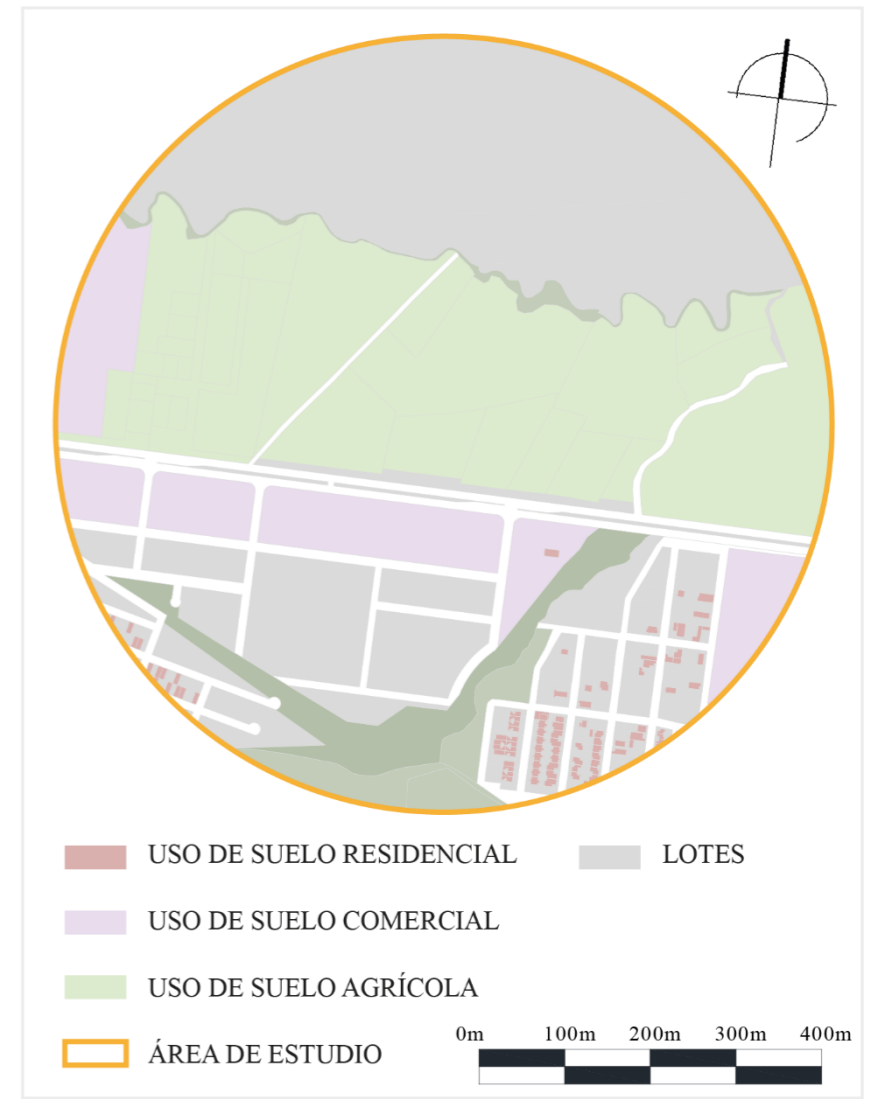 USO DE SUELO RESIDENCIAL
LOTES
USO DE SUELO COMERCIAL
USO DE SUELO AGRÍCOLA
ÁREA DE ESTUDIO
0m 100m 200m 300m 400m